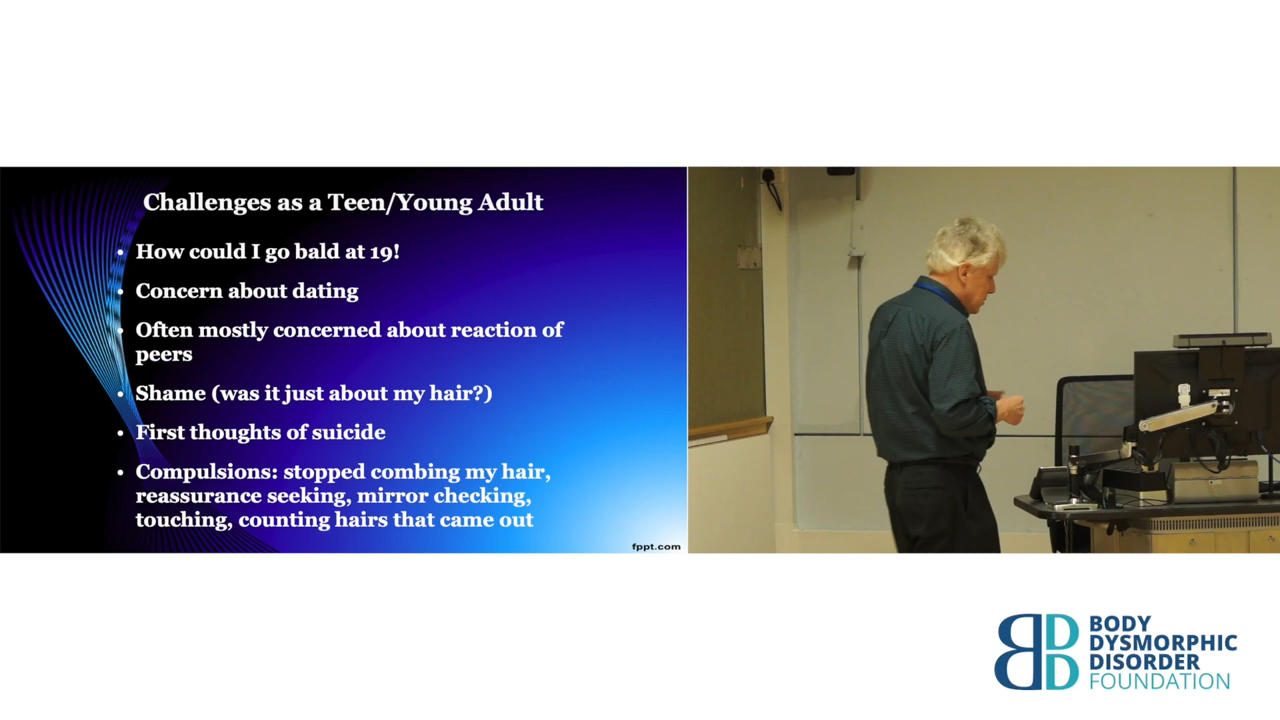 Challenges as a Teen/Young Adult
• How could I go bald at 19!
• Concern about dating
• Often mostly concerned about reaction of
peers
• Shame (was it just about my hair?)
• First thoughts of suicide
• Compulsions: stopped combing my hair,
reassurance seeking, mirror checking,
touching, counting hairs that came out
fppt.com
BODY
DYSMORPHIC
DISORDER
FOUNDATION